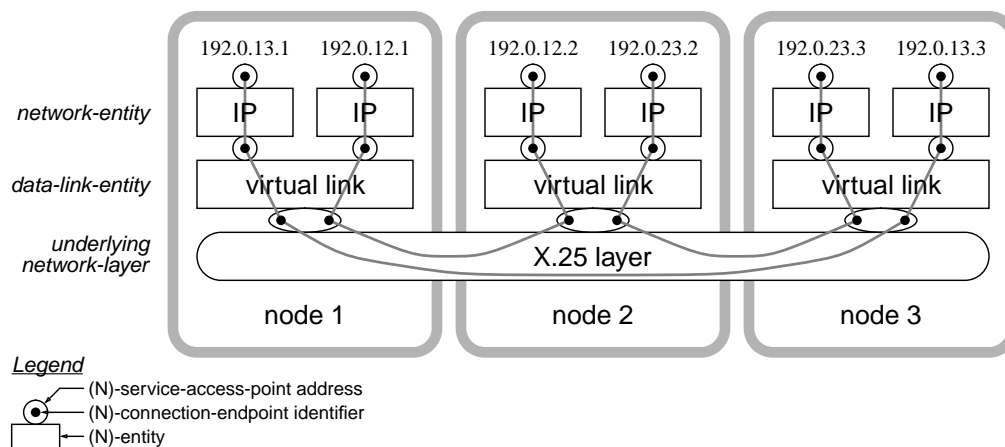 192.0.13.1 192.0.12.1 192.0.12.2 192.0.23.2 192.0.23.3 192.0.13.3
network-entity IP IP IP IP IP IP
data-link-entity virtual link virtual link virtual link
underlying
network-layer
X.25 layer
node 1 node 2 node 3
Legend
(N)-service-access-point address
(N)-connection-endpoint identifier
(N)-entity